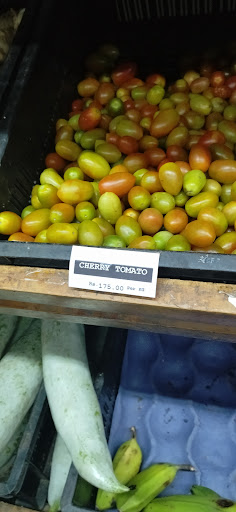 CHERRY TOMATO
Rs 175.00 Per KG